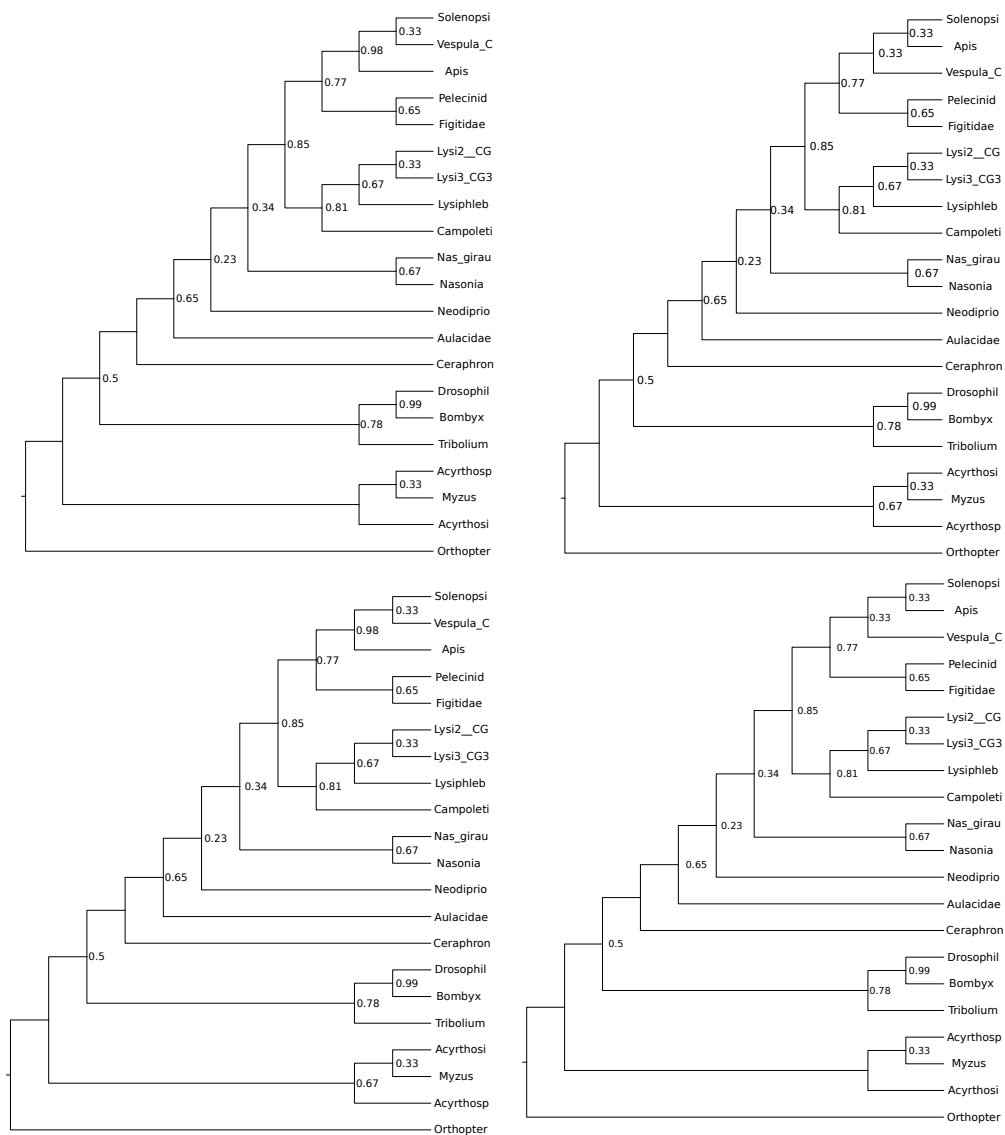 Solenopsi
0.33
Vespula_C
0.98
Apis
0.77
Pelecinid
0.65
Figitidae
0.85
Lysi2__CG
0.33
Lysi3_CG3
0.67
Lysiphleb
0.81
Campoleti
0.34
Nas_girau
0.67
Nasonia
0.23
Neodiprio
0.65
Aulacidae
Ceraphron
0.5
Drosophil
0.99
Bombyx
0.78
Tribolium
Acyrthosp
0.33
Myzus
Acyrthosi
Orthopter
Solenopsi
0.33
Apis
0.33
Vespula_C
0.77
Pelecinid
0.65
Figitidae
0.85
Lysi2__CG
0.33
Lysi3_CG3
0.67
Lysiphleb
0.81
Campoleti
0.34
Nas_girau
0.67
Nasonia
0.23
Neodiprio
0.65
Aulacidae
Ceraphron
0.5
Drosophil
0.99
Bombyx
0.78
Tribolium
Acyrthosi
0.33
Myzus
0.67
Acyrthosp
Orthopter
Solenopsi
0.33
Vespula_C
0.98
Apis
0.77
Pelecinid
0.65
Figitidae
0.85
Lysi2__CG
0.33
Lysi3_CG3
0.67
Lysiphleb
0.81
Campoleti
0.34
Nas_girau
0.67
Nasonia
0.23
Neodiprio
0.65
Aulacidae
Ceraphron
0.5
Drosophil
0.99
Bombyx
0.78
Tribolium
Acyrthosi
0.33
Myzus
0.67
Acyrthosp
Orthopter
Solenopsi
0.33
Apis
0.33
Vespula_C
0.77
Pelecinid
0.65
Figitidae
0.85
Lysi2__CG
0.33
Lysi3_CG3
0.67
Lysiphleb
0.81
Campoleti
0.34
Nas_girau
0.67
Nasonia
0.23
Neodiprio
0.65
Aulacidae
Ceraphron
0.5
Drosophil
0.99
Bombyx
0.78
Tribolium
Acyrthosp
0.33
Myzus
Acyrthosi
Orthopter